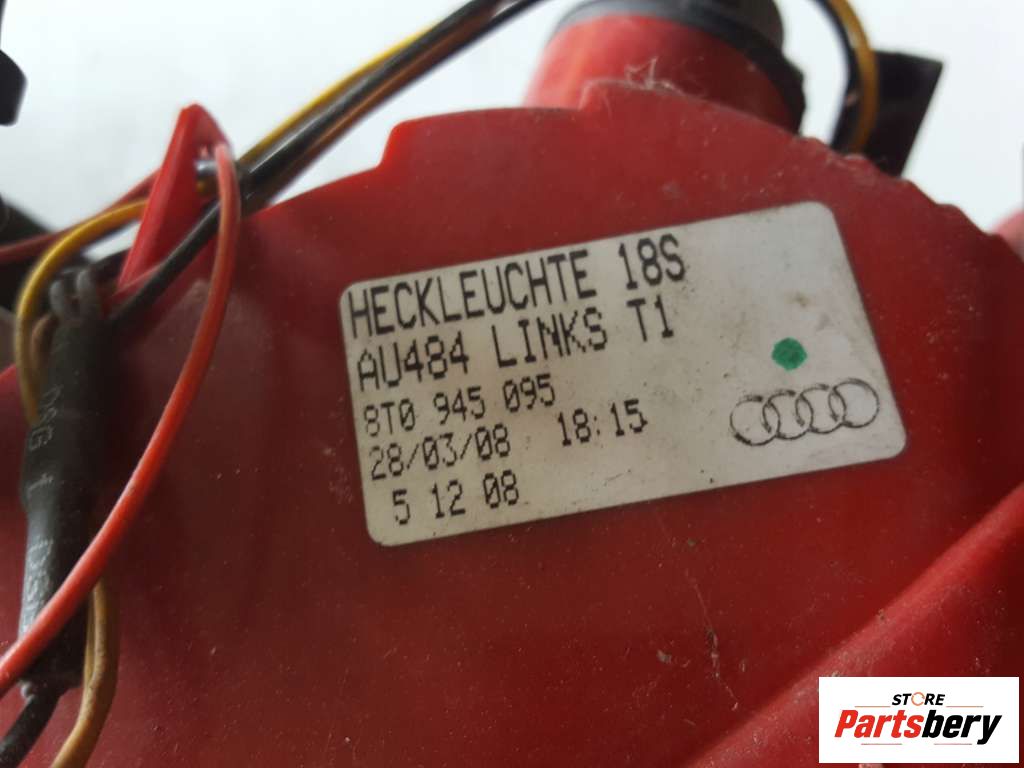 HECKLEUCHTE 18S
AU484 LINKS T1
8T0 945 095
28/03/08 18:15
5 12 08
STORE
Partsbery